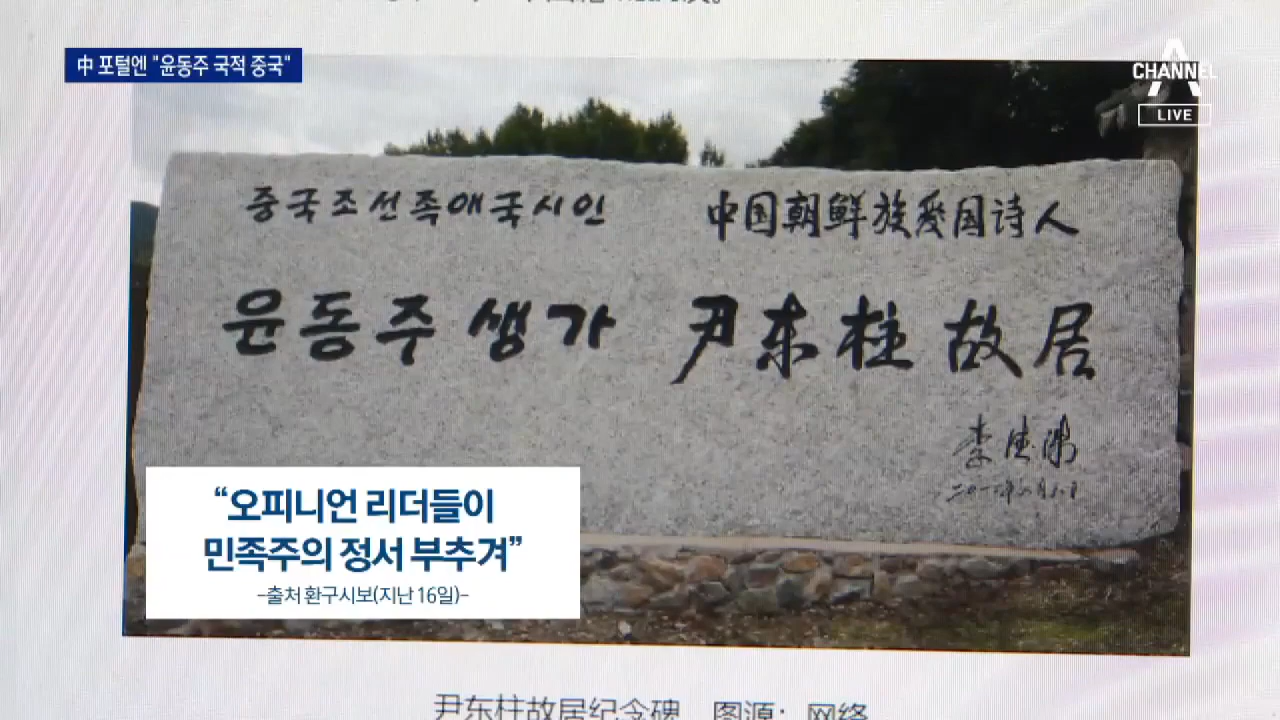 中 포털엔 "윤동주 국적 중국"
CHANNEL A
LIVE
중국조선족애국시인 中国朝鲜族爱国诗人
윤동주생가 尹东柱故居
“오피니언 리더들이
민족주의 정서 부추겨”
-출처 환구시보(지난 16일)-
尹东柱故居纪念碑 图源：网络